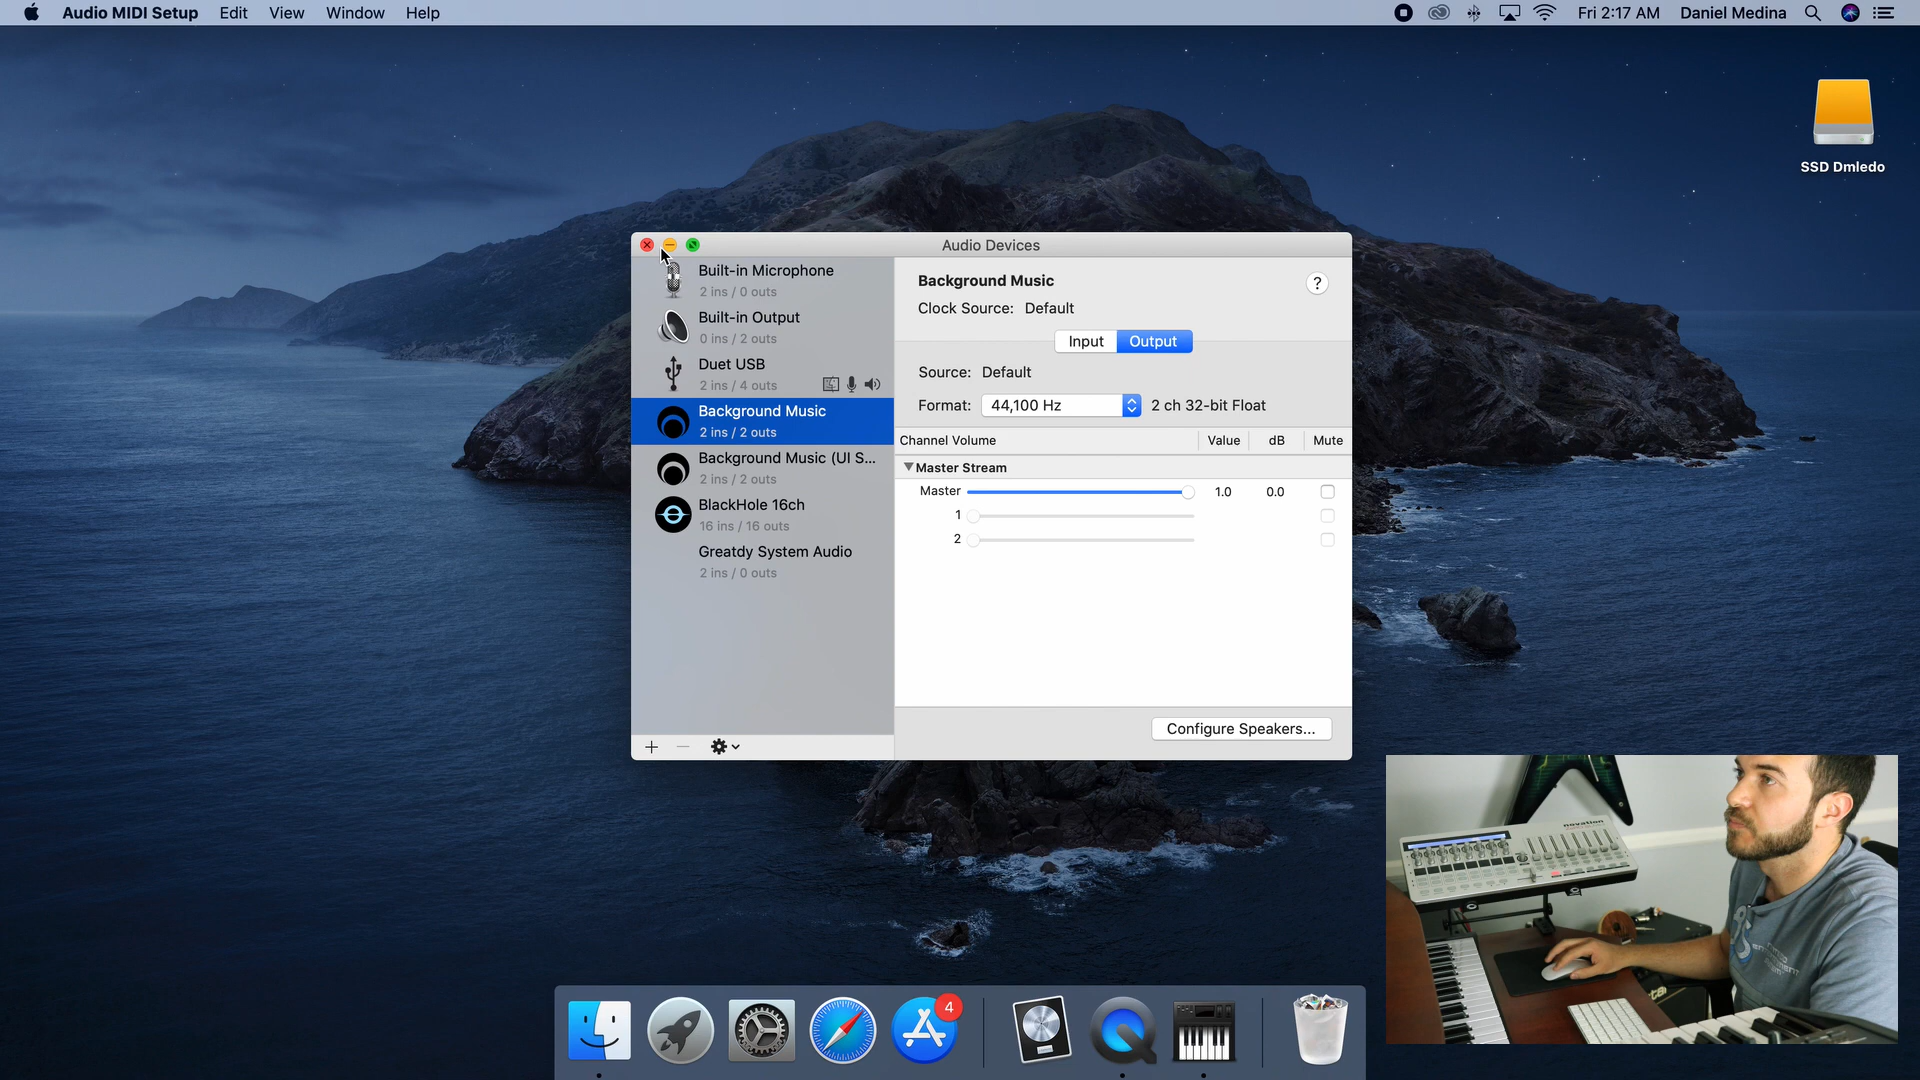 Audio MIDI Setup Edit View Window Help Fri 2:17 AM Daniel Medina
SSD Dmledo
Audio Devices
Built-in Microphone
2 ins / 0 outs
Built-in Output
0 ins / 2 outs
Duet USB
2 ins / 4 outs
Background Music
2 ins / 2 outs
Background Music (UI S...
2 ins / 2 outs
BlackHole 16ch
16 ins / 16 outs
Greatdy System Audio
2 ins / 0 outs
Background Music
?
Clock Source: Default
Input Output
Source: Default
Format: 44,100 Hz 2 ch 32-bit Float
Channel Volume Value dB Mute
Master Stream
Master 1.0 0.0
1
2
Configure Speakers...
4
novation